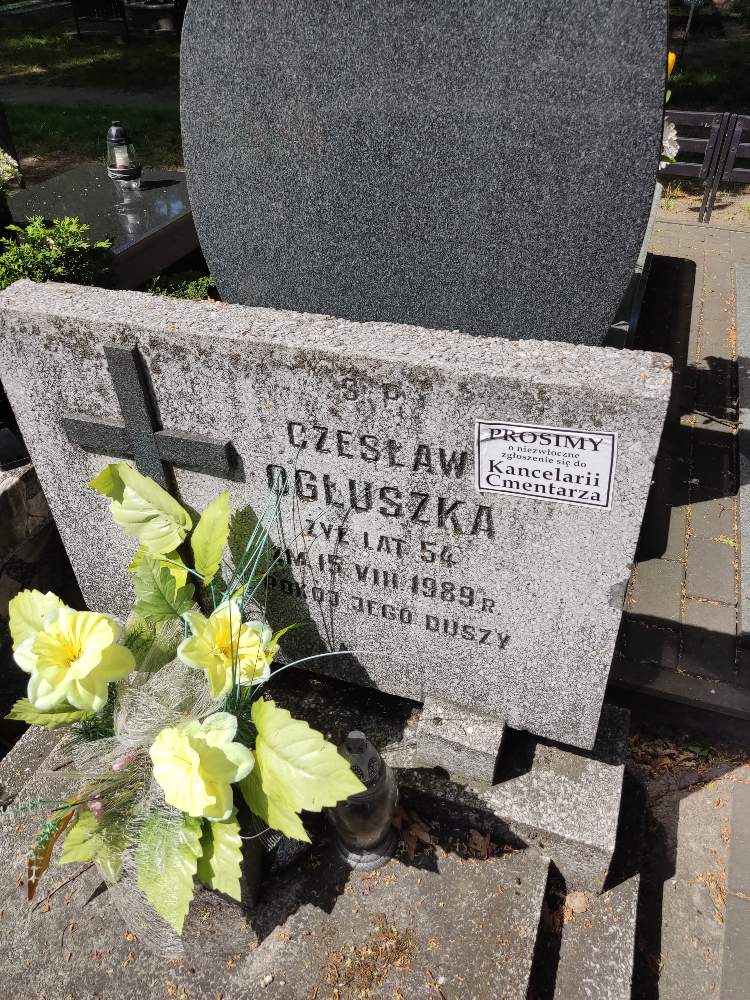 Ś P
CZESŁAW
OGŁUSZKA
ŻYŁ LAT 54
ZM 15 VIII 1989 R
POKÓJ JEGO DUSZY
PROSIMY
o niezwłoczne
zgłoszenie się do
Kancelarii
Cmentarza